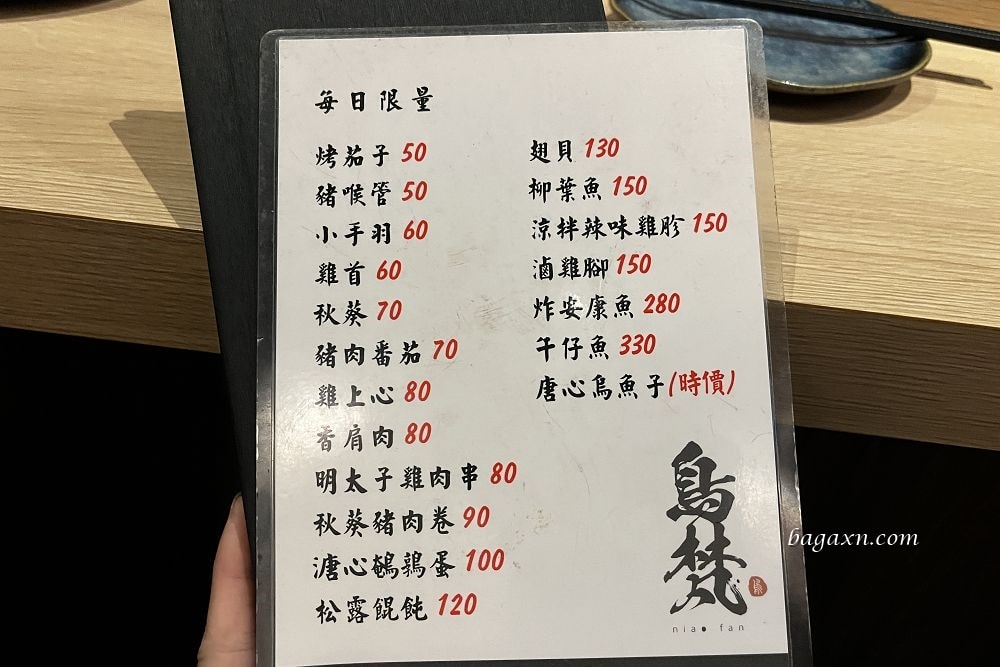 每日限量
烤茄子 50
豬喉管 50
小手羽 60
雞首 60
秋葵 70
豬肉番茄 70
雞上心 80
香肩肉 80
明太子雞肉串 80
秋葵豬肉卷 90
溏心鵪鶉蛋 100
松露餛飩 120
翅貝 130
柳葉魚 150
涼拌辣味雞胗 150
滷雞腳 150
炸安康魚 280
午仔魚 330
唐心烏魚子(時價)
鳥梵
niao fan
bagaxn.com